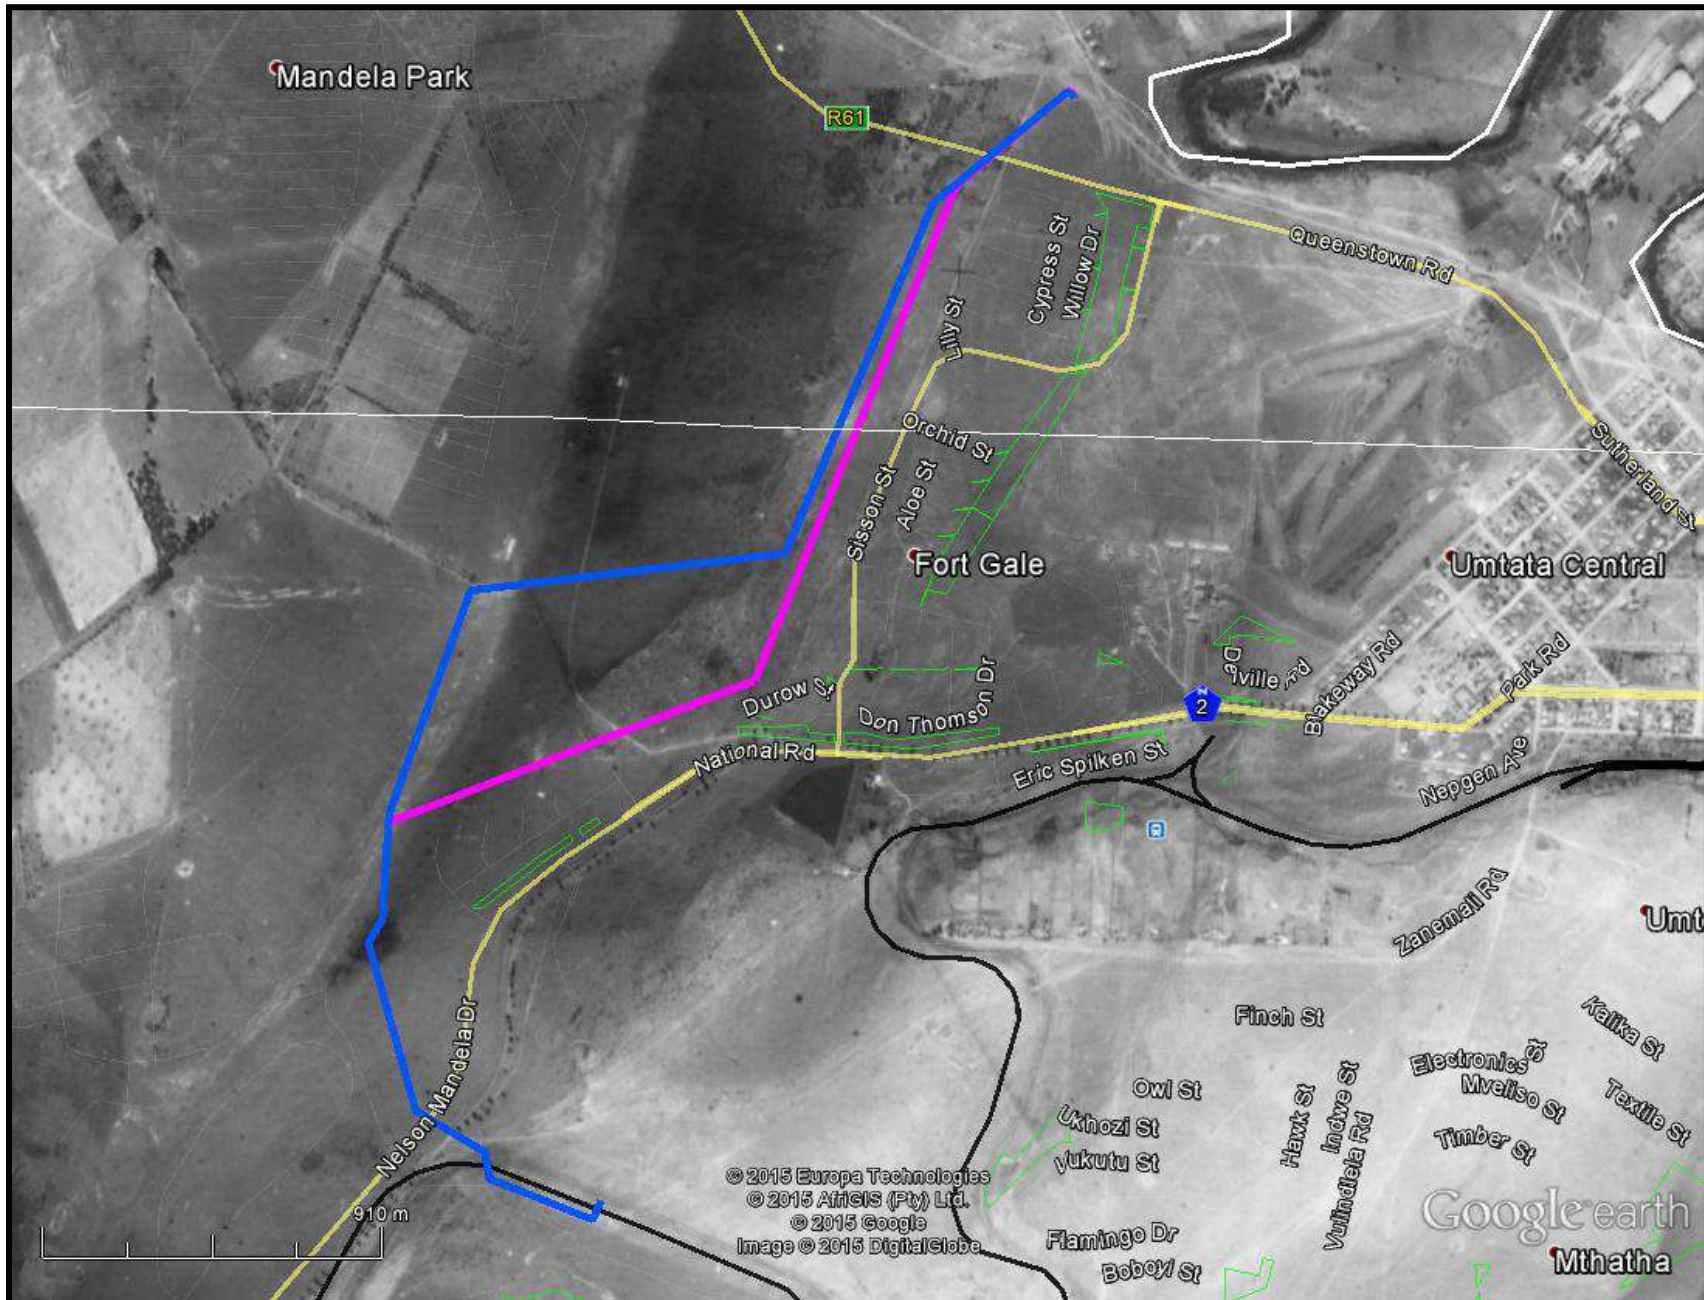 Mandela Park
R61
Queenstown Rd
Cypress St
Willow Dr
Lilly St
Orchid St
Aloe St
Sisson St
Sutherland St
Fort Gale
Umtata Central
Durow St
Don Thomson Dr
National Rd
Eric Spilken St
N
2
Blakeway Rd
Park Rd
Nepgen Ave
Zanemall Rd
Umt
Nelson Mandela Dr
Finch St
Kalika St
Electronics St
Mveliso St
Textile St
Timber St
Owl St
Ukhozi St
Vukutu St
Hawk St
Indwe St
Vulindlela Rd
Flamingo Dr
Boboyi St
910 m
© 2015 Europa Technologies
© 2015 AfriGIS (Pty) Ltd.
© 2015 Google
Image © 2015 DigitalGlobe
Google earth
Mthatha